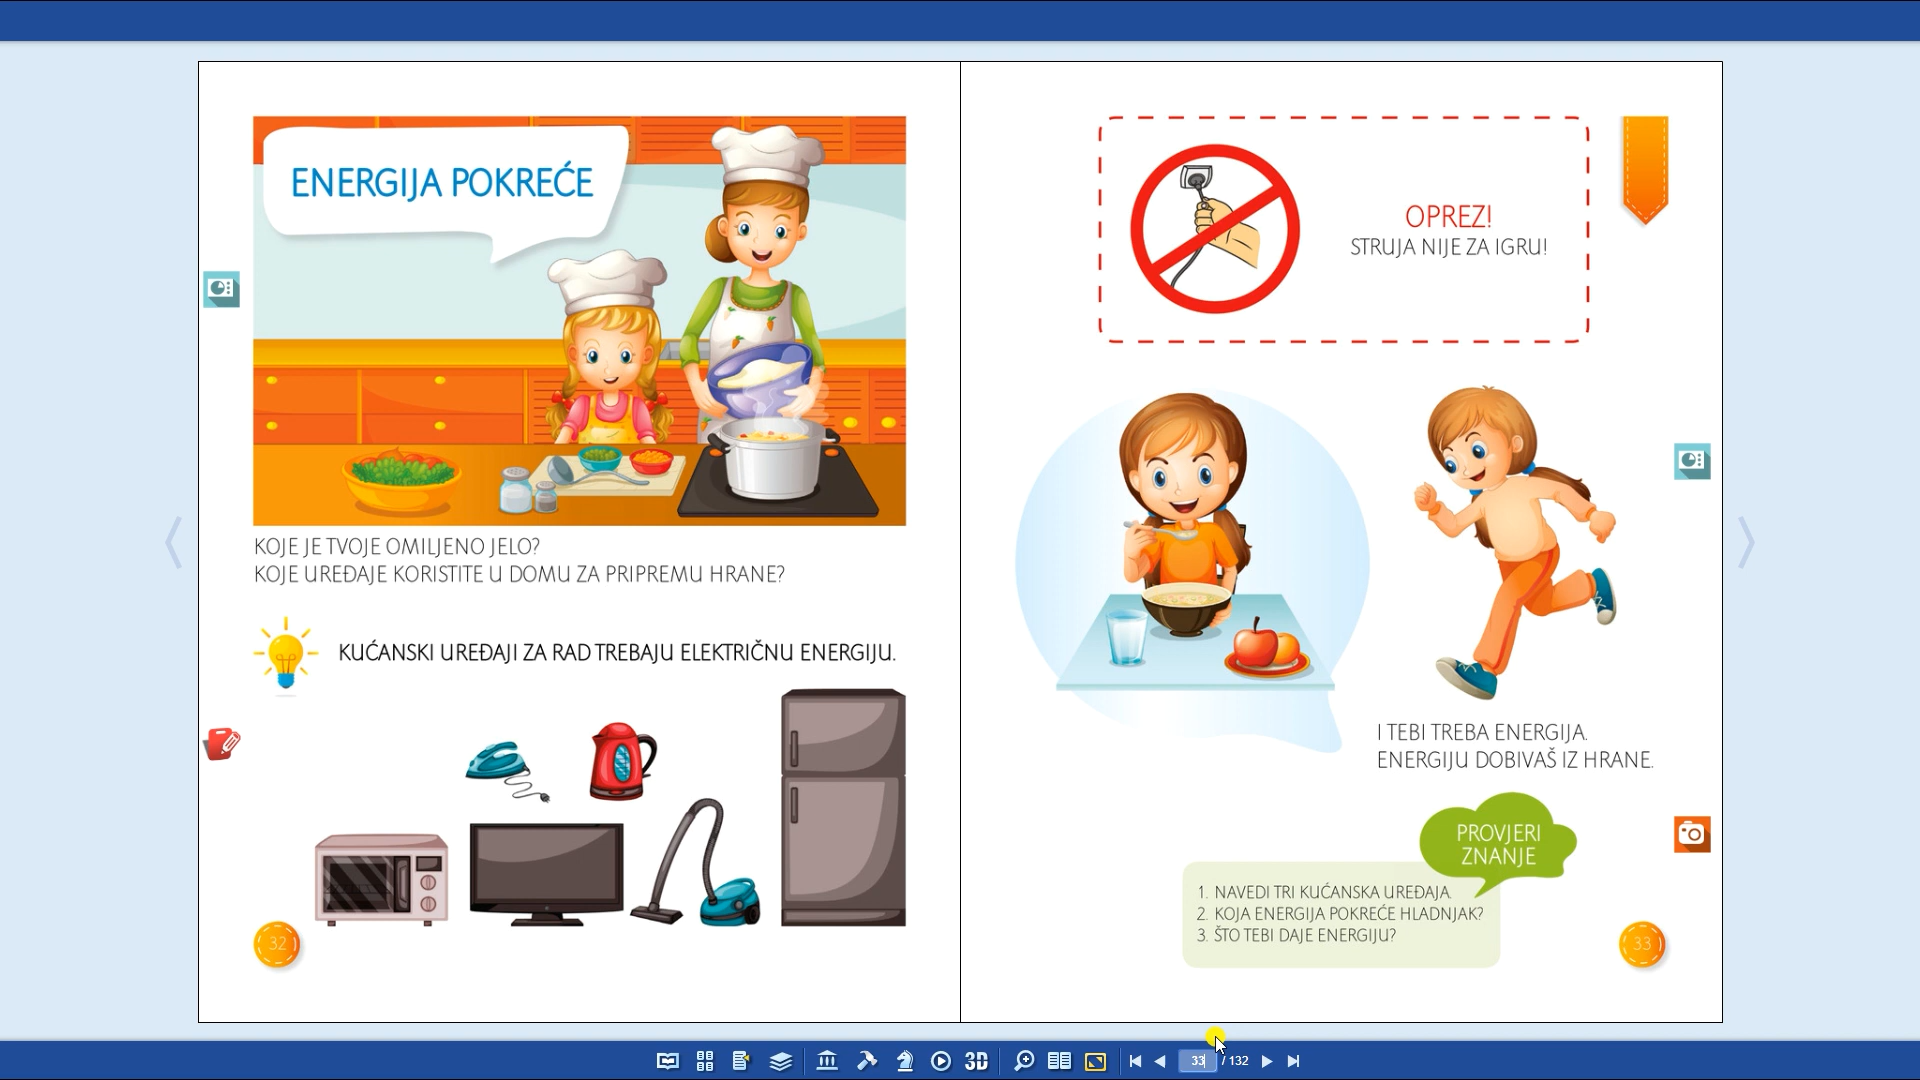 ENERGIJA POKREĆE
KOJE JE TVOJE OMILJENO JELO?
KOJE UREĐAJE KORISTITE U DOMU ZA PRIPREMU HRANE?
KUĆANSKI UREĐAJI ZA RAD TREBAJU ELEKTRIČNU ENERGIJU.
32
OPREZ!
STRUJA NIJE ZA IGRU!
I TEBI TREBA ENERGIJA.
ENERGIJU DOBIVAŠ IZ HRANE.
PROVJERI
ZNANJE
1. NAVEDI TRI KUĆANSKA UREĐAJA.
2. KOJA ENERGIJA POKREĆE HLADNJAK?
3. ŠTO TEBI DAJE ENERGIJU?
33
3D
33 / 132